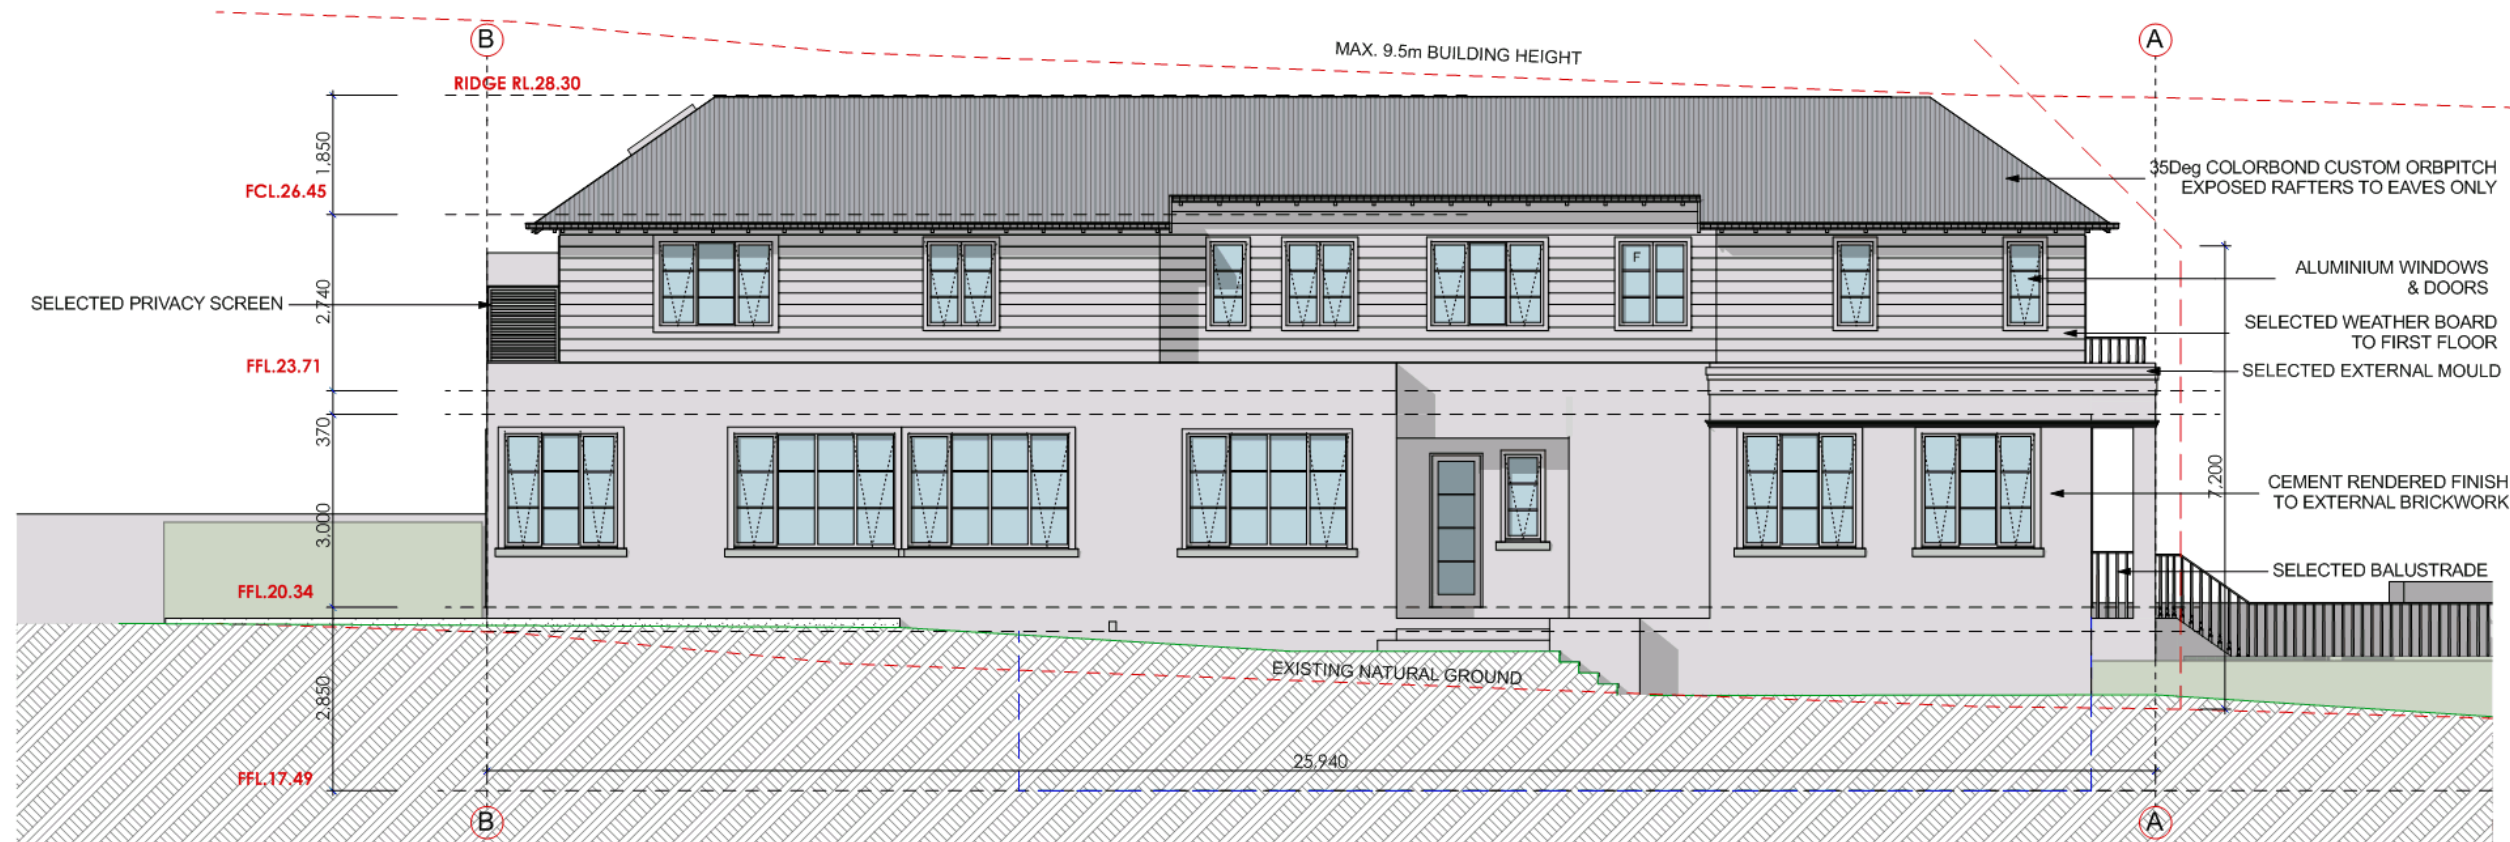 B
A
MAX. 9.5m BUILDING HEIGHT
RIDGE RL.28.30
1,850
35Deg COLORBOND CUSTOM ORBPITCH
EXPOSED RAFTERS TO EAVES ONLY
FCL.26.45
F
ALUMINIUM WINDOWS
& DOORS
SELECTED PRIVACY SCREEN
2,740
SELECTED WEATHER BOARD
TO FIRST FLOOR
FFL.23.71
SELECTED EXTERNAL MOULD
370
7,200
CEMENT RENDERED FINISH
TO EXTERNAL BRICKWORK
3,000
SELECTED BALUSTRADE
FFL.20.34
EXISTING NATURAL GROUND
2,850
25,940
FFL.17.49
B
A